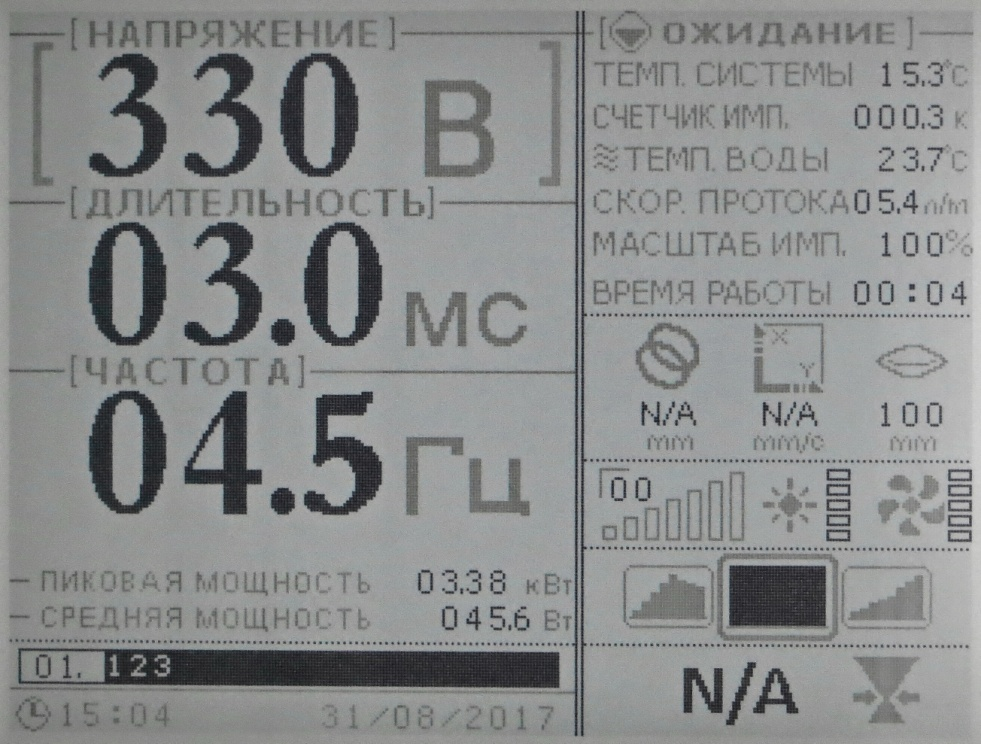 [НАПРЯЖЕНИЕ]
330 В
[ДЛИТЕЛЬНОСТЬ]
03.0 мс
[ЧАСТОТА]
04.5 Гц
ПИКОВАЯ МОЩНОСТЬ 03.38 кВт
СРЕДНЯЯ МОЩНОСТЬ 045.6 Вт
01. 123
15:04 31/08/2017
[ОЖИДАНИЕ]
ТЕМП. СИСТЕМЫ 15.3°C
СЧЕТЧИК ИМП. 000.3 к
ТЕМП. ВОДЫ 23.7°C
СКОР. ПРОТОКА 05.4 л/м
МАСШТАБ ИМП. 100%
ВРЕМЯ РАБОТЫ 00:04
X
Y
N/A N/A 100
mm mm/c mm
00
N/A